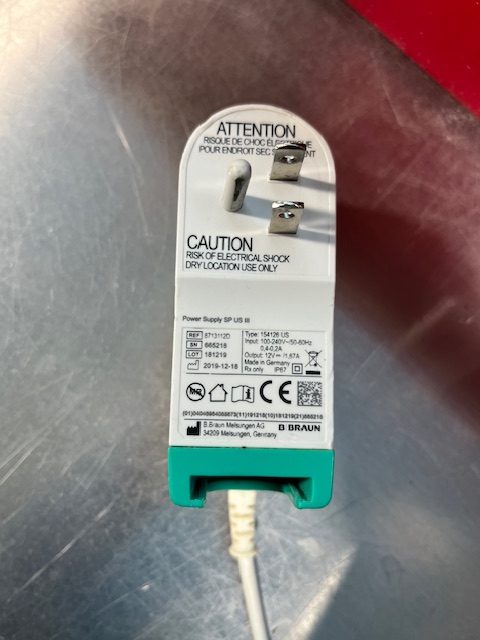 ATTENTION
RISQUE DE CHOC ÉLECTRIQUE
POUR ENDROIT SEC
CAUTION
RISK OF ELECTRICAL SHOCK
DRY LOCATION USE ONLY
Power Supply SP US III
REF 8713112D
SN 665218
LOT 181219
2019-12-18
Type: 154126 US
Input: 100-240V~/50-60Hz
0,4-0,2A
Output: 12V /1,67A
Made in Germany
Rx only IP67
CE
B.Braun Melsungen AG
34209 Melsungen, Germany
B BRAUN